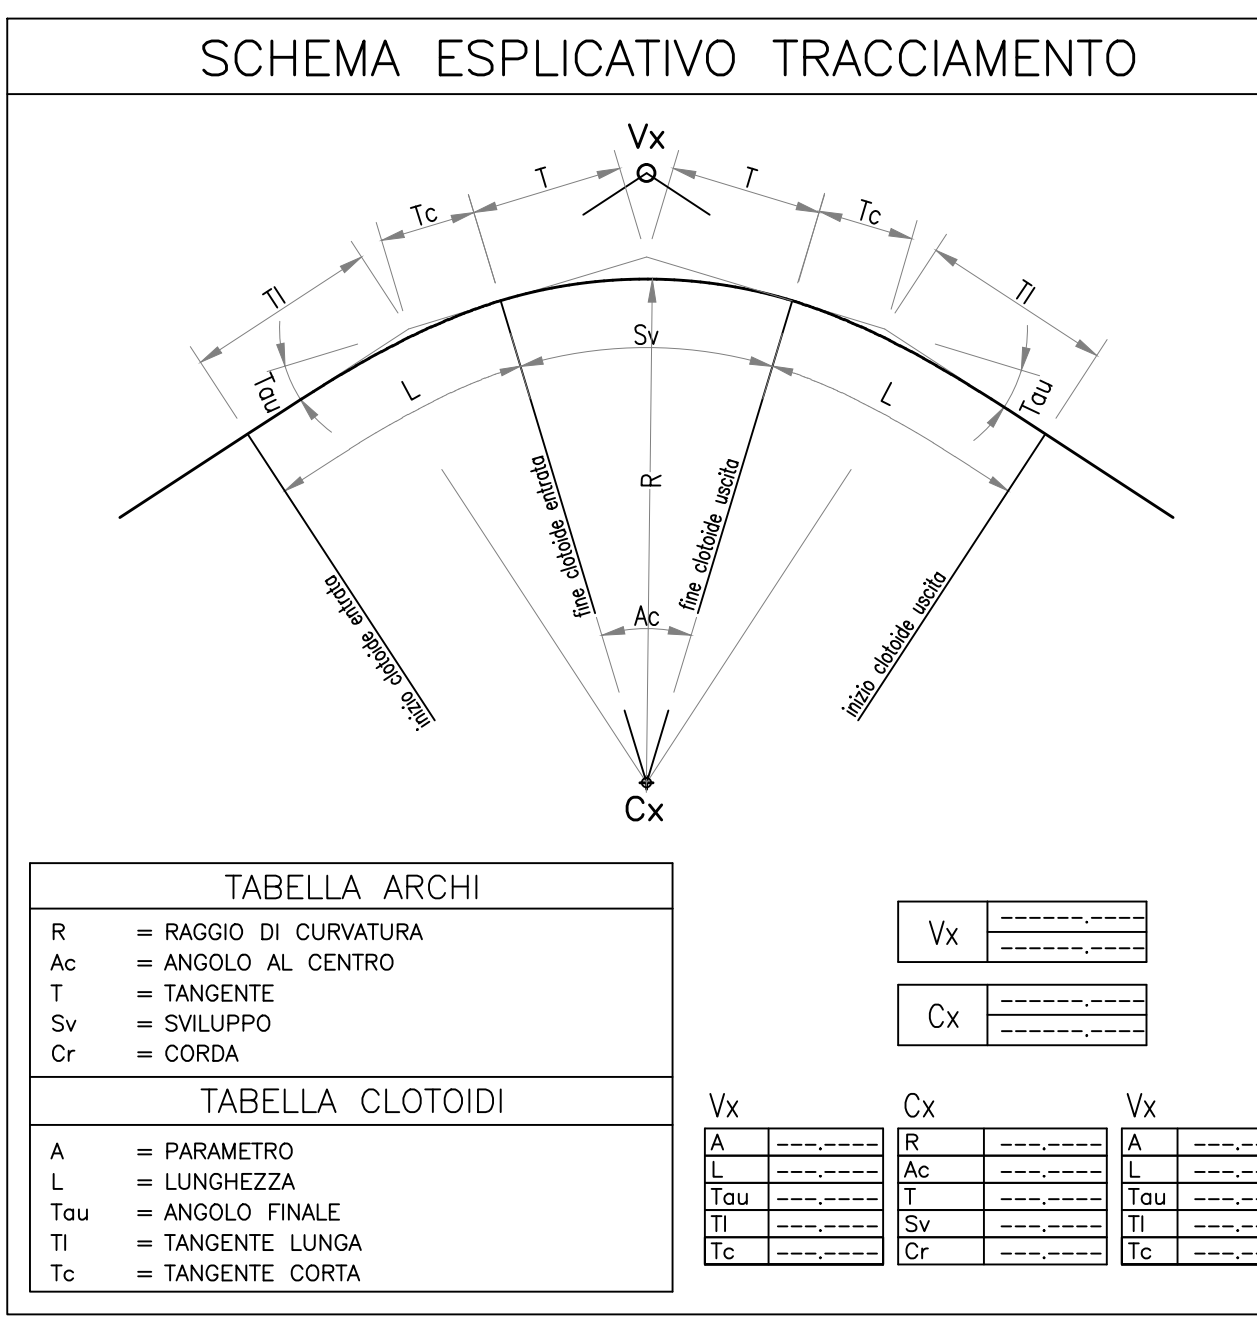 SCHEMA ESPLICATIVO TRACCIAMENTO
Vx
T
T
Tc
Tc
Tl
Tl
Sv
Tau
Tau
L
L
R
fine clotoide entrata
fine clotoide uscita
inizio clotoide entrata
inizio clotoide uscita
Ac
Cx
TABELLA ARCHI
R = RAGGIO DI CURVATURA
Ac = ANGOLO AL CENTRO
T = TANGENTE
Sv = SVILUPPO
Cr = CORDA
TABELLA CLOTOIDI
A = PARAMETRO
L = LUNGHEZZA
Tau = ANGOLO FINALE
Tl = TANGENTE LUNGA
Tc = TANGENTE CORTA
Vx ------.----
------.----
Cx ------.----
------.----
Vx
A ---.----
L ---.----
Tau ---.----
Tl ---.----
Tc ---.----
Cx
R ---.----
Ac ---.----
T ---.----
Sv ---.----
Cr ---.----
Vx
A ---.--
L ---.--
Tau ---.--
Tl ---.--
Tc ---.--